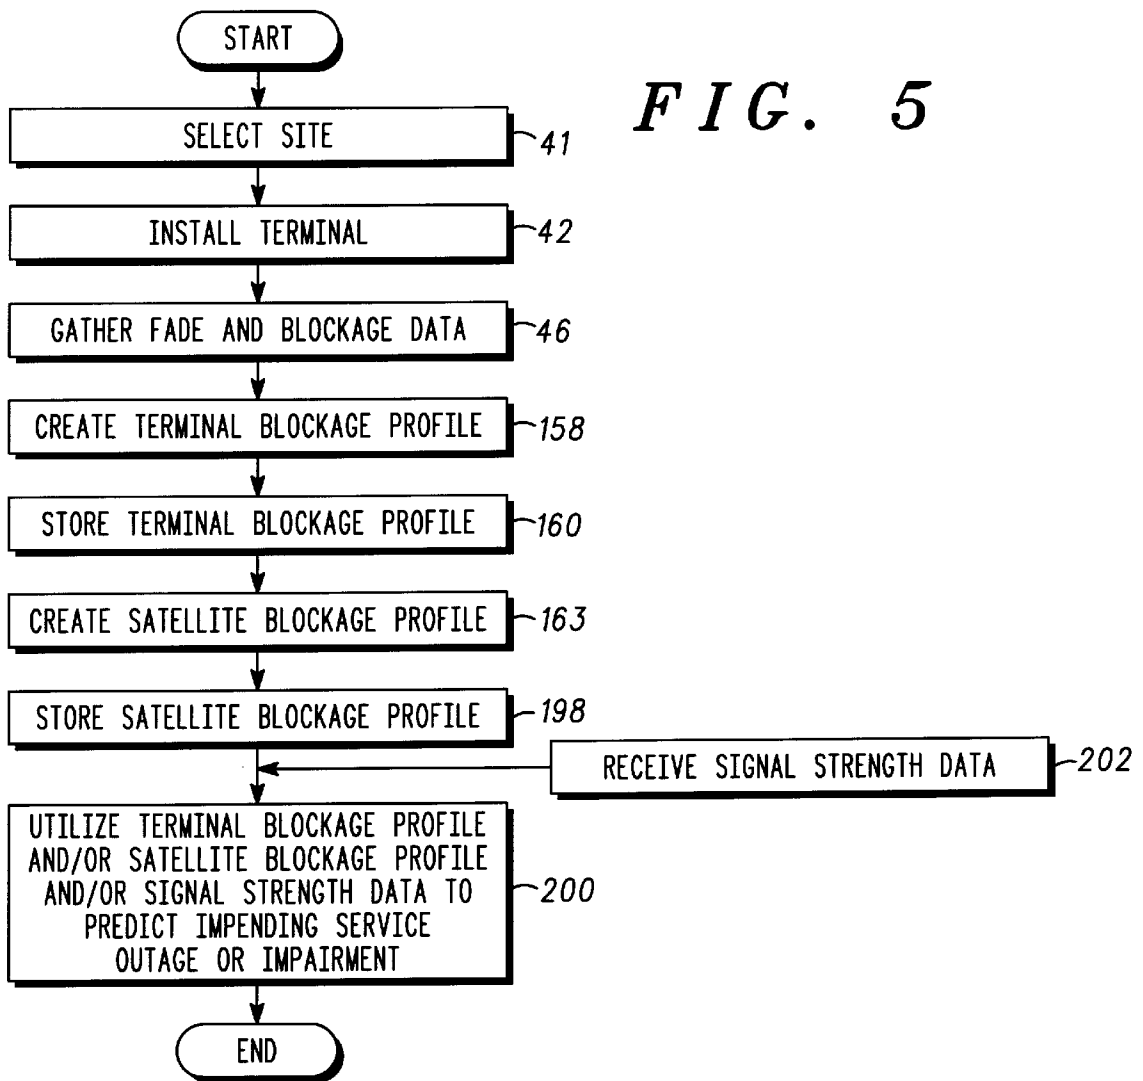 START
FIG. 5
SELECT SITE
41
INSTALL TERMINAL
42
GATHER FADE AND BLOCKAGE DATA
46
CREATE TERMINAL BLOCKAGE PROFILE
158
STORE TERMINAL BLOCKAGE PROFILE
160
CREATE SATELLITE BLOCKAGE PROFILE
163
STORE SATELLITE BLOCKAGE PROFILE
198
RECEIVE SIGNAL STRENGTH DATA
202
UTILIZE TERMINAL BLOCKAGE PROFILE
AND/OR SATELLITE BLOCKAGE PROFILE
AND/OR SIGNAL STRENGTH DATA TO
PREDICT IMPENDING SERVICE
OUTAGE OR IMPAIRMENT
200
END